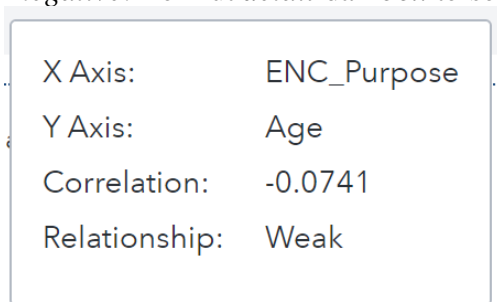 X Axis: ENC_Purpose
Y Axis: Age
Correlation: -0.0741
Relationship: Weak